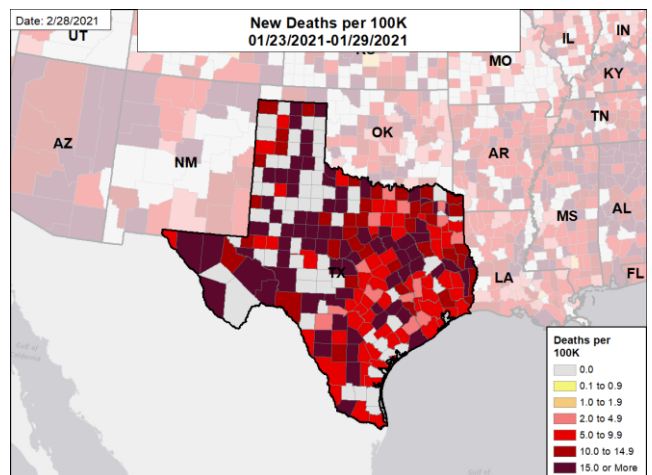 Date: 2/28/2021
New Deaths per 100K
01/23/2021-01/29/2021
UT
IL
IN
MO
KY
TN
AZ
NM
OK
AR
MS
AL
TX
LA
FL
Gulf of
California
Deaths per
100K
0.0
0.1 to 0.9
1.0 to 1.9
2.0 to 4.9
5.0 to 9.9
10.0 to 14.9
15.0 or More